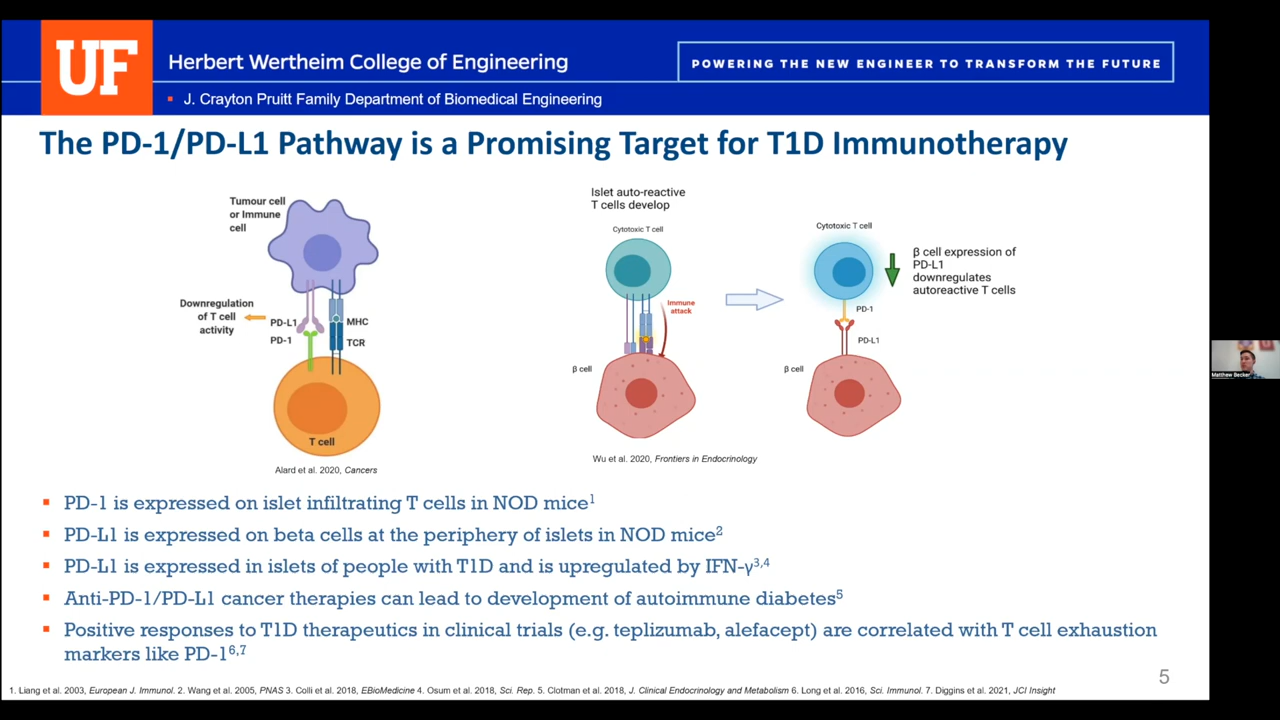 UF
Herbert Wertheim College of Engineering
POWERING THE NEW ENGINEER TO TRANSFORM THE FUTURE
▪ J. Crayton Pruitt Family Department of Biomedical Engineering
The PD-1/PD-L1 Pathway is a Promising Target for T1D Immunotherapy
Tumour cell
or Immune
cell
Downregulation
of T cell
activity
PD-L1
PD-1
MHC
TCR
T cell
Alard et al. 2020, Cancers
Islet auto-reactive
T cells develop
Cytotoxic T cell
Immune
attack
β cell
Wu et al. 2020, Frontiers in Endocrinology
Cytotoxic T cell
β cell expression of
PD-L1
downregulates
autoreactive T cells
PD-1
PD-L1
β cell
▪ PD-1 is expressed on islet infiltrating T cells in NOD mice1
▪ PD-L1 is expressed on beta cells at the periphery of islets in NOD mice2
▪ PD-L1 is expressed in islets of people with T1D and is upregulated by IFN-γ3,4
▪ Anti-PD-1/PD-L1 cancer therapies can lead to development of autoimmune diabetes5
▪ Positive responses to T1D therapeutics in clinical trials (e.g. teplizumab, alefacept) are correlated with T cell exhaustion
markers like PD-16,7
5
1. Liang et al. 2003, European J. Immunol. 2. Wang et al. 2005, PNAS 3. Colli et al. 2018, EBioMedicine 4. Osum et al. 2018, Sci. Rep. 5. Clotman et al. 2018, J. Clinical Endocrinology and Metabolism 6. Long et al. 2016, Sci. Immunol. 7. Diggins et al. 2021, JCI Insight
Matthew Becker